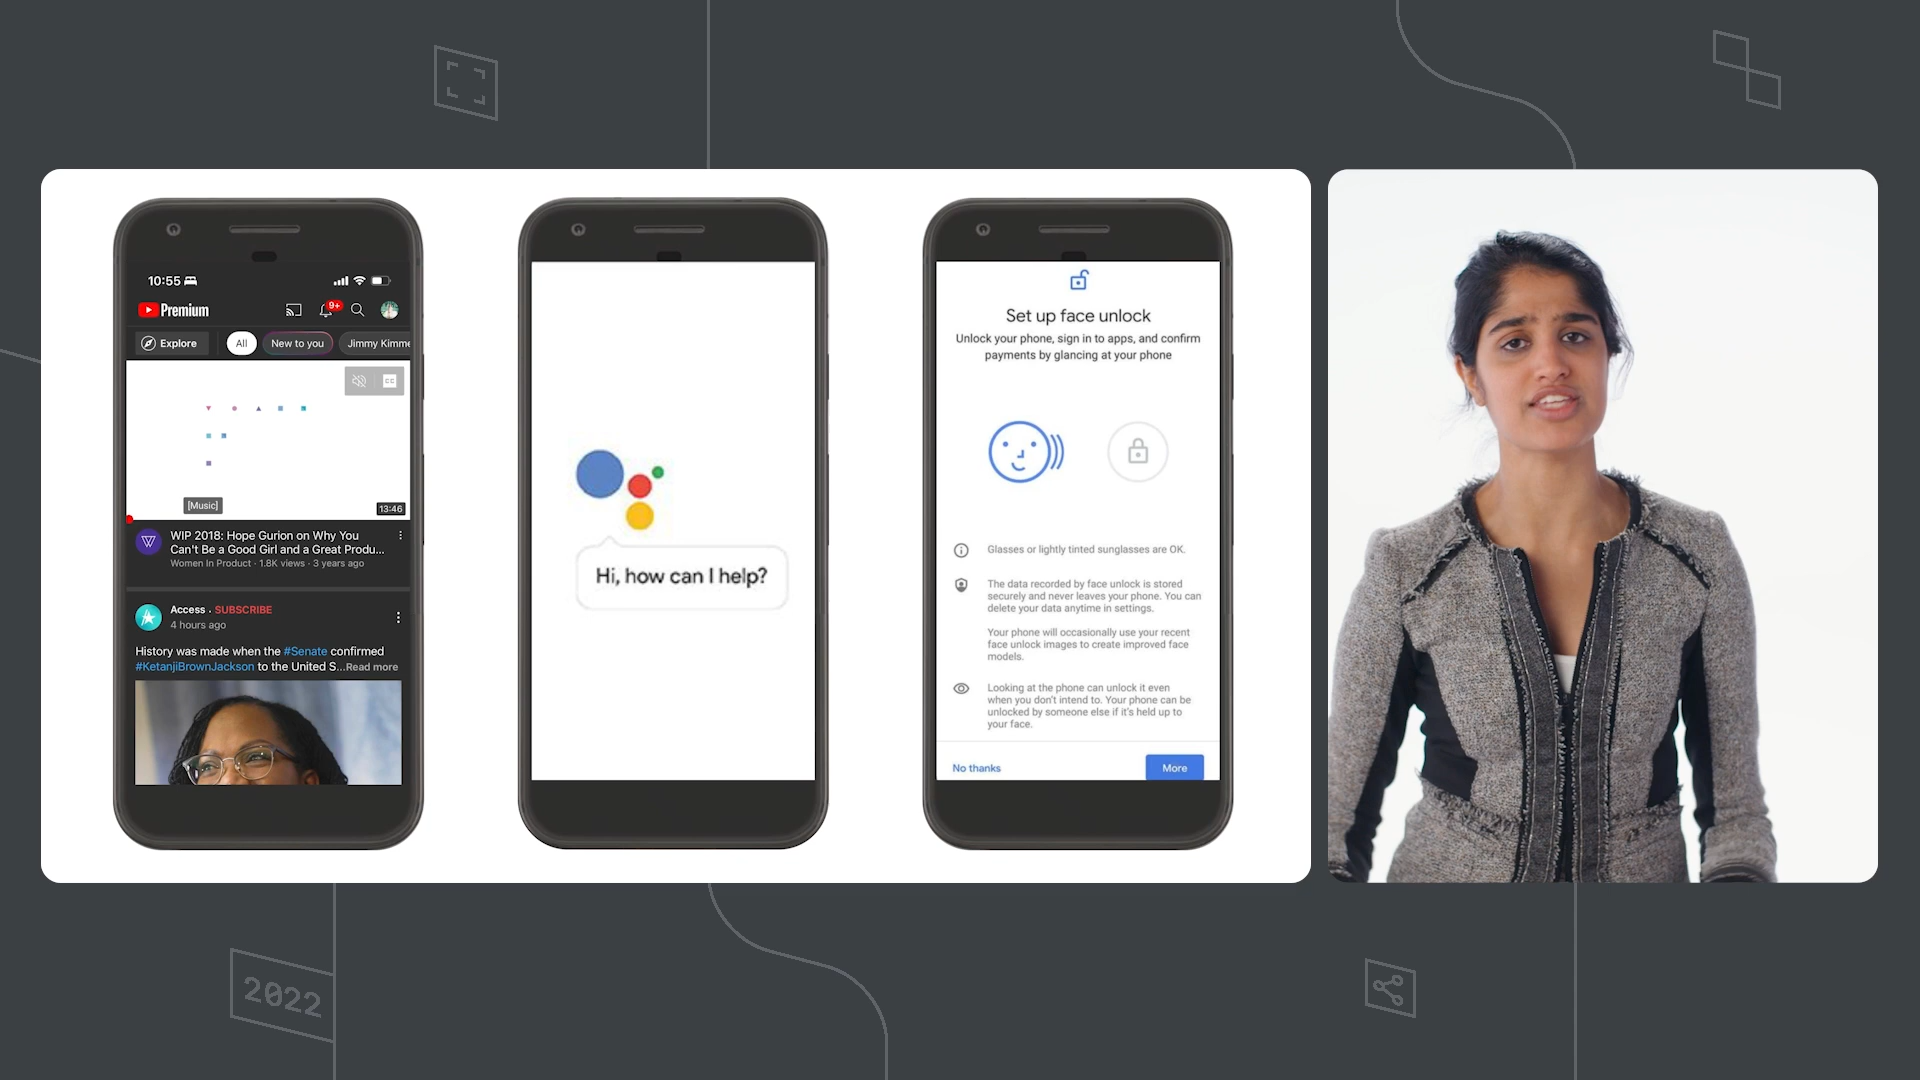 10:55
Premium
9+
Explore
All
New to you
Jimmy Kimme
CC
[Music]
13:46
WIP 2018: Hope Gurion on Why You
Can't Be a Good Girl and a Great Produ...
Women In Product · 1.8K views · 3 years ago
Access . SUBSCRIBE
4 hours ago
History was made when the #Senate confirmed
#KetanjiBrownJackson to the United S...Read more
Hi, how can I help?
Set up face unlock
Unlock your phone, sign in to apps, and confirm
payments by glancing at your phone
Glasses or lightly tinted sunglasses are OK.
The data recorded by face unlock is stored
securely and never leaves your phone. You can
delete your data anytime in settings.
Your phone will occasionally use your recent
face unlock images to create improved face
models.
Looking at the phone can unlock it even
when you don't intend to. Your phone can be
unlocked by someone else if it's held up to
your face.
No thanks
More
2022